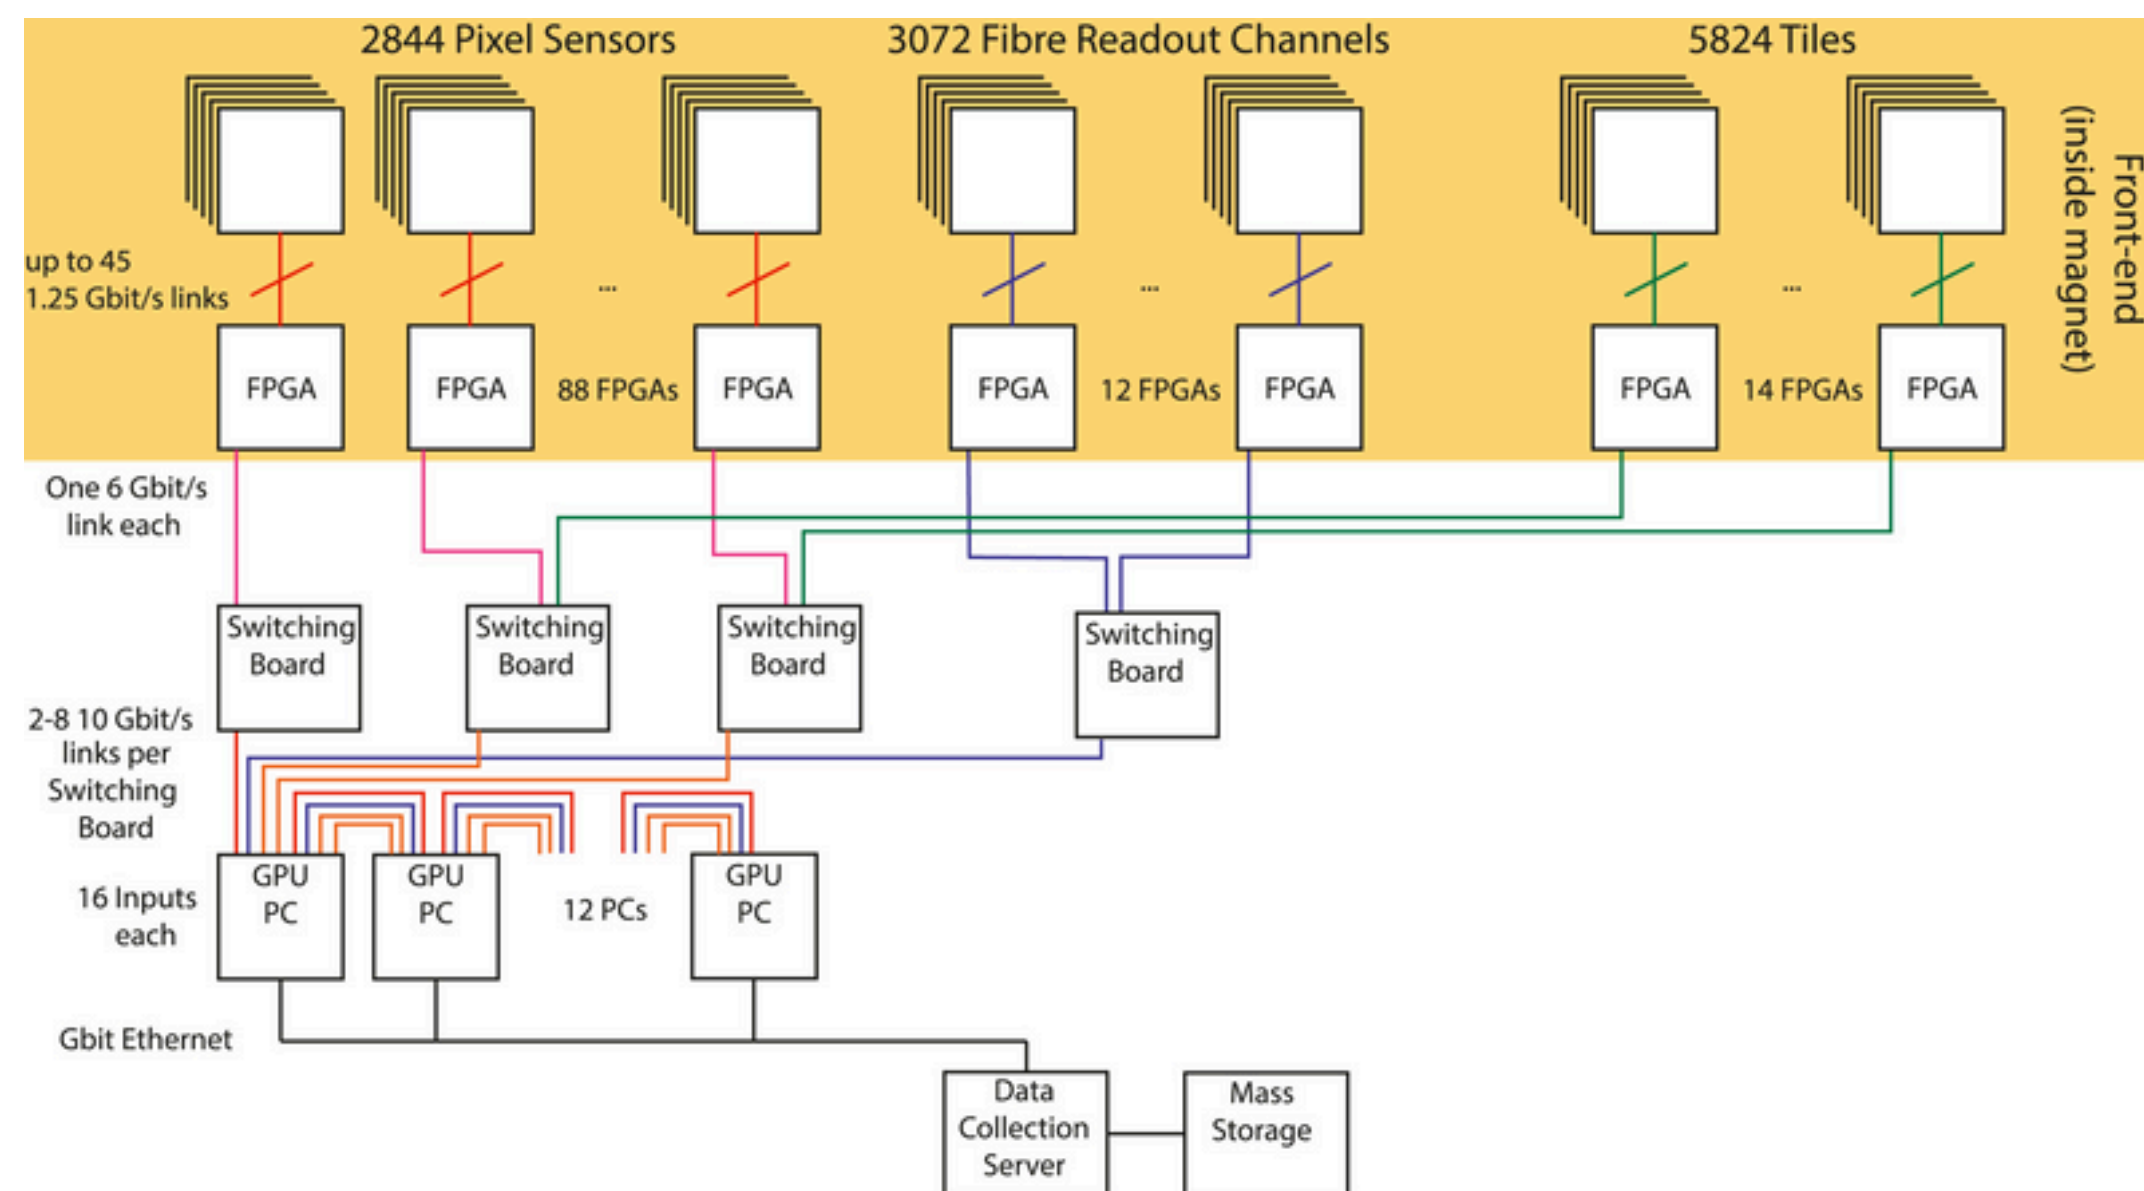 2844 Pixel Sensors
3072 Fibre Readout Channels
5824 Tiles
Front-end
(inside magnet)
up to 45
1.25 Gbit/s links
...
...
...
FPGA
FPGA
88 FPGAs
FPGA
FPGA
12 FPGAs
FPGA
FPGA
14 FPGAs
FPGA
One 6 Gbit/s
link each
Switching
Board
Switching
Board
Switching
Board
Switching
Board
2-8 10 Gbit/s
links per
Switching
Board
16 Inputs
each
GPU
PC
GPU
PC
12 PCs
GPU
PC
Gbit Ethernet
Data
Collection
Server
Mass
Storage